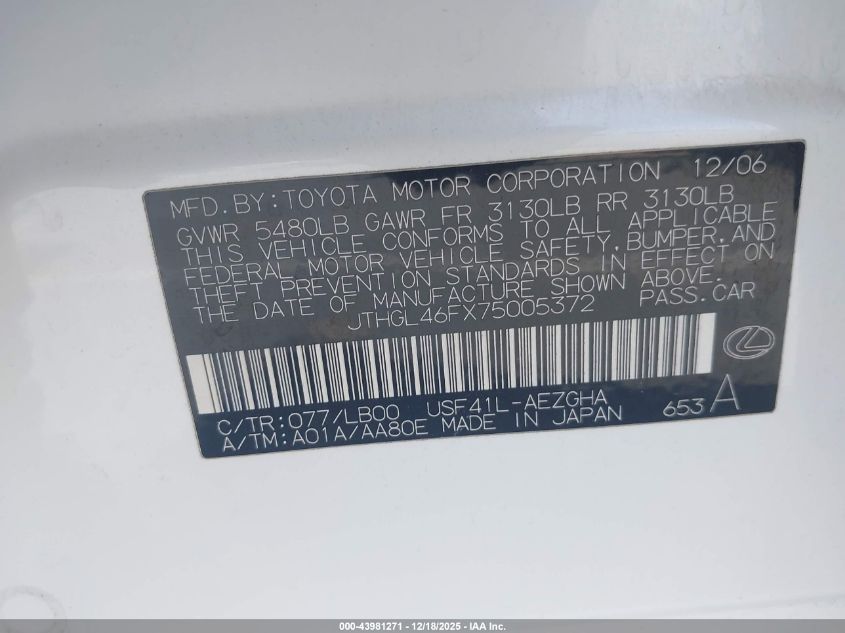 MFD. BY: TOYOTA MOTOR CORPORATION 12/06
GVWR 5480LB GAWR FR 3130LB RR 3130LB
THIS VEHICLE CONFORMS TO ALL APPLICABLE
FEDERAL MOTOR VEHICLE SAFETY, BUMPER, AND
THEFT PREVENTION STANDARDS IN EFFECT ON
THE DATE OF MANUFACTURE SHOWN ABOVE.
JTHGL46FX75005372 PASS. CAR
C/TR: 077/LB00 USF41L-AEZGHA
A/TM: A01A/AA80E MADE IN JAPAN 653 A
000-43981271 - 12/18/2025 - IAA Inc.